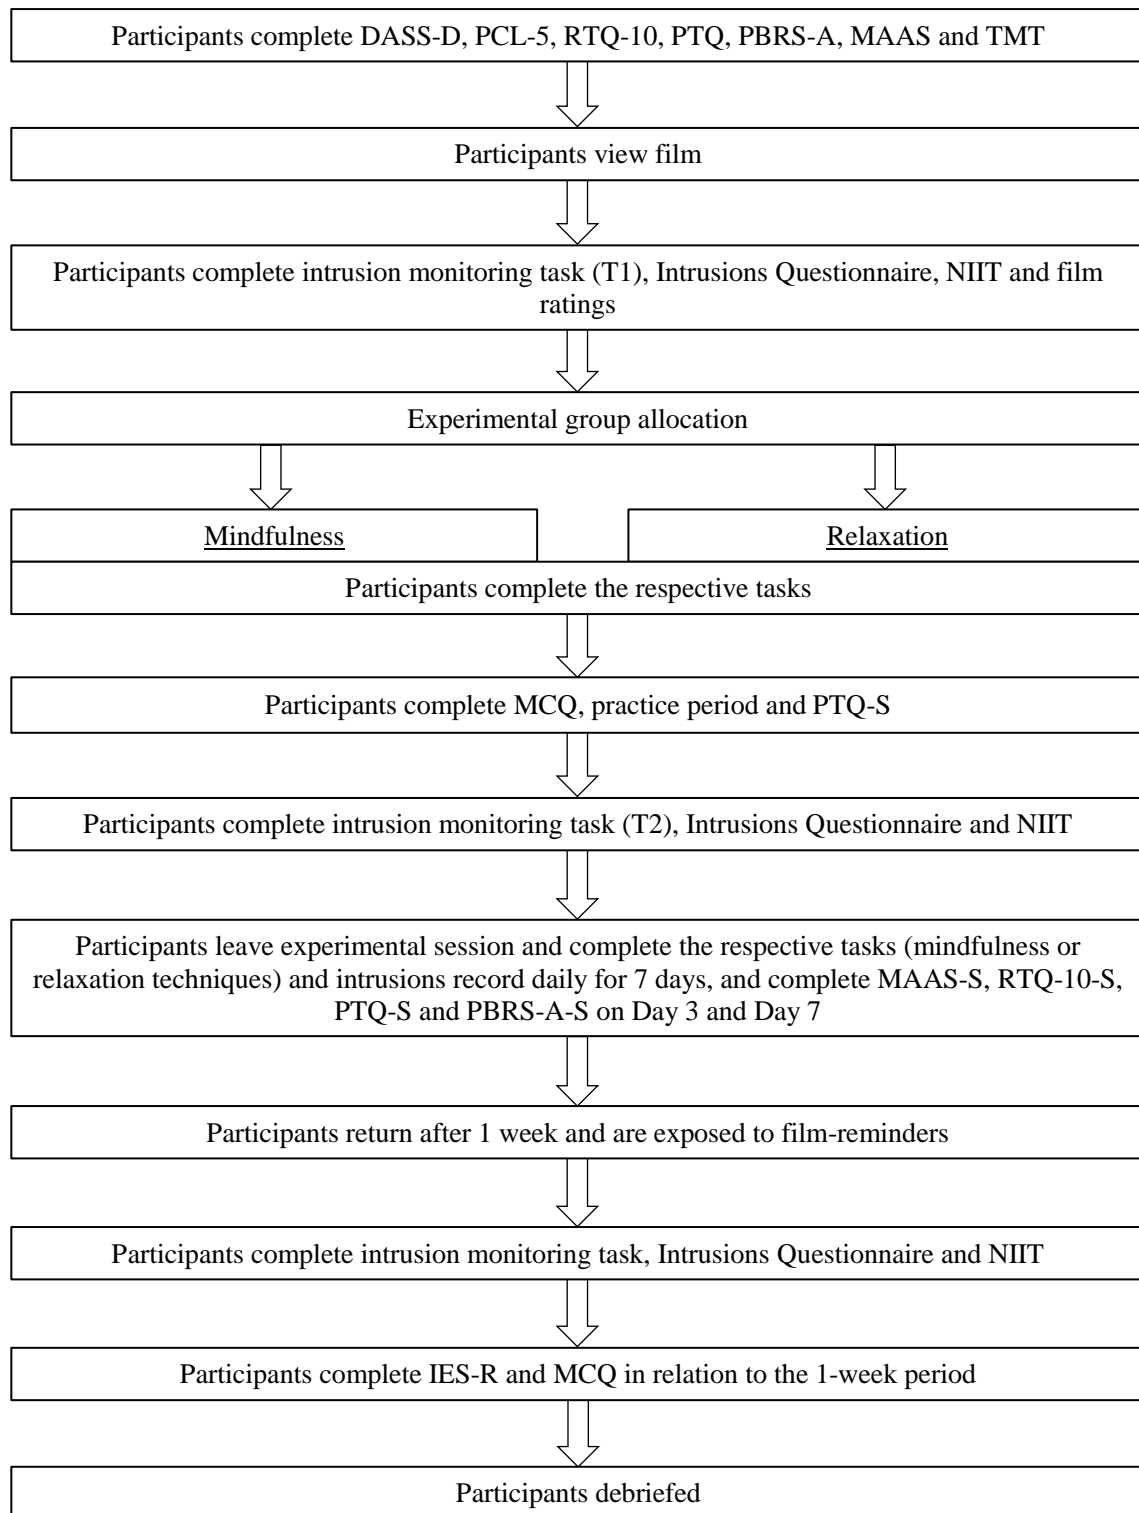 Participants complete DASS-D, PCL-5, RTQ-10, PTQ, PBRS-A, MAAS and TMT
Participants view film
Participants complete intrusion monitoring task (T1), Intrusions Questionnaire, NIIT and film
ratings
Experimental group allocation
Mindfulness
Relaxation
Participants complete the respective tasks
Participants complete MCQ, practice period and PTQ-S
Participants complete intrusion monitoring task (T2), Intrusions Questionnaire and NIIT
Participants leave experimental session and complete the respective tasks (mindfulness or
relaxation techniques) and intrusions record daily for 7 days, and complete MAAS-S, RTQ-10-S,
PTQ-S and PBRS-A-S on Day 3 and Day 7
Participants return after 1 week and are exposed to film-reminders
Participants complete intrusion monitoring task, Intrusions Questionnaire and NIIT
Participants complete IES-R and MCQ in relation to the 1-week period
Participants debriefed